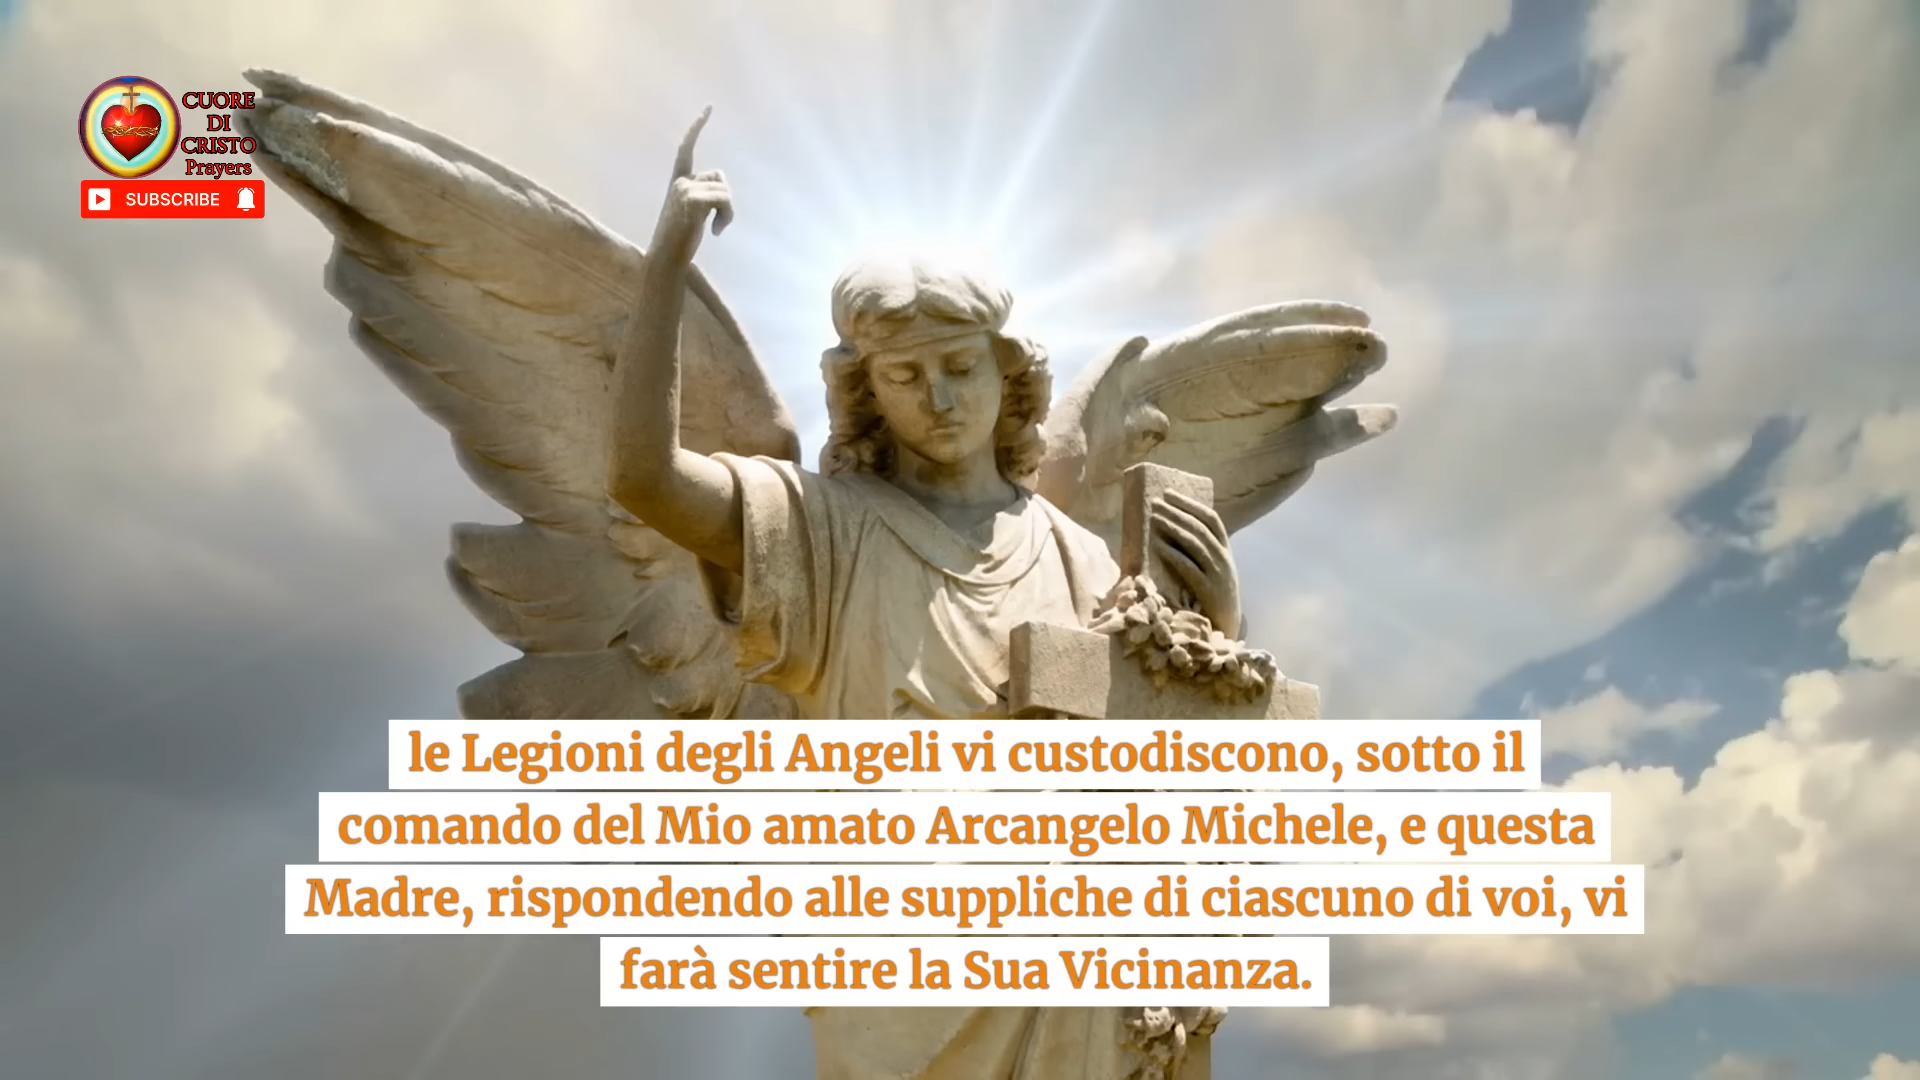 CUORE
DI
CRISTO
Prayers
SUBSCRIBE
le Legioni degli Angeli vi custodiscono, sotto il
comando del Mio amato Arcangelo Michele, e questa
Madre, rispondendo alle suppliche di ciascuno di voi, vi
farà sentire la Sua Vicinanza.